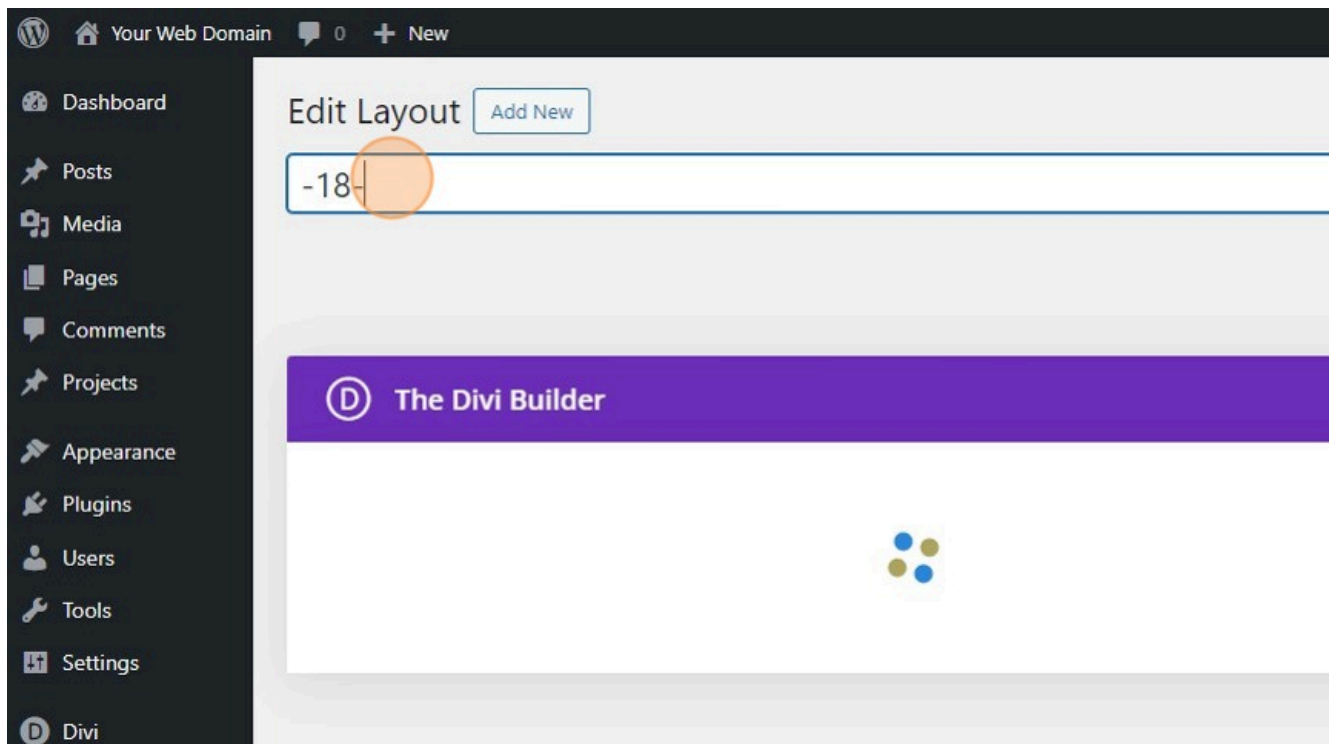 Your Web Domain 0 + New
Dashboard
Posts
Media
Pages
Comments
Projects
Appearance
Plugins
Users
Tools
Settings
D Divi
Edit Layout Add New
-18-
D The Divi Builder